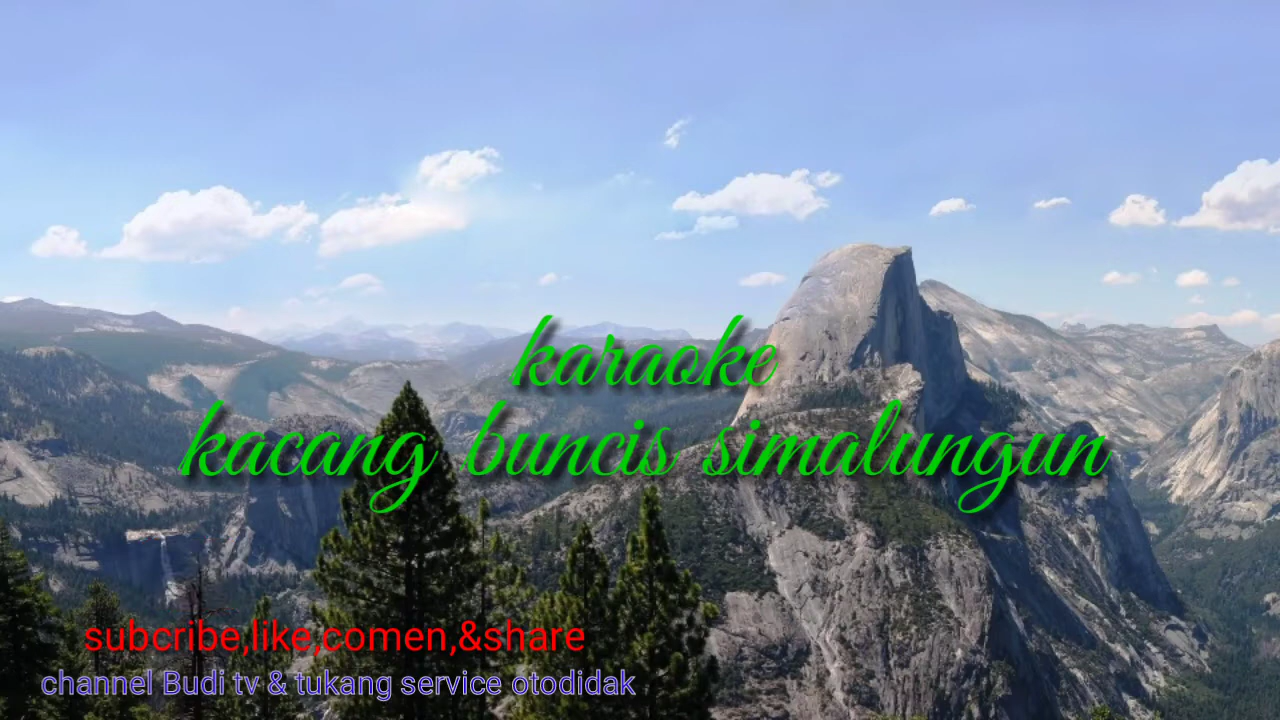 karaoke
kacang buncis simalungun
subcribe,like,comen,&share
channel Budi tv & tukang service otodidak